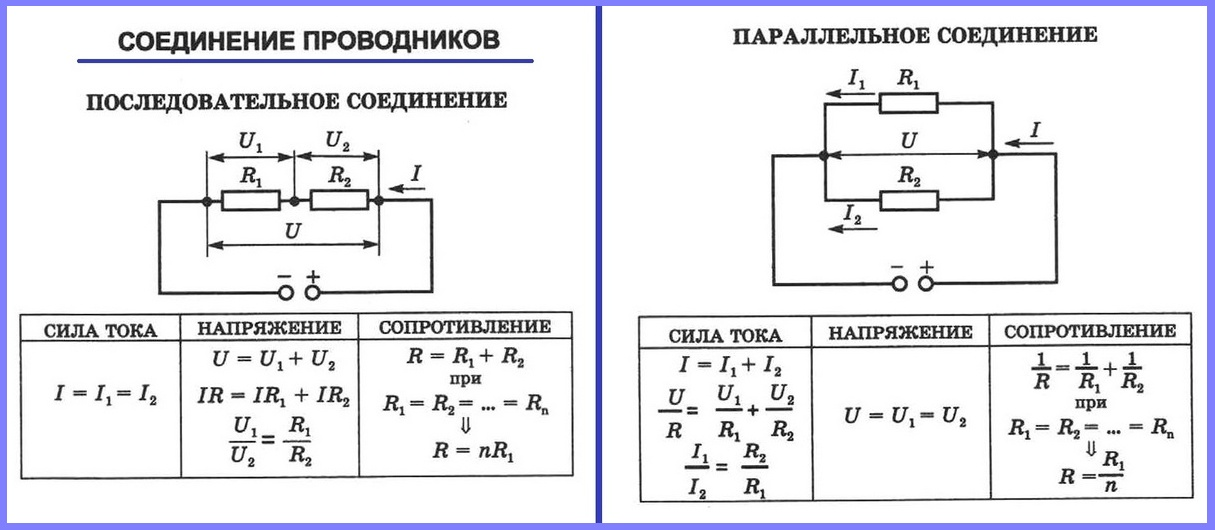 СОЕДИНЕНИЕ ПРОВОДНИКОВ
ПОСЛЕДОВАТЕЛЬНОЕ СОЕДИНЕНИЕ
U₁ U₂
R₁ R₂ I
U
− +
СИЛА ТОКА НАПРЯЖЕНИЕ СОПРОТИВЛЕНИЕ
I = I₁ = I₂
U = U₁ + U₂
IR = IR₁ + IR₂
U₁/U₂ = R₁/R₂
R = R₁ + R₂
при
R₁ = R₂ = ... = Rₙ
⇓
R = nR₁
ПАРАЛЛЕЛЬНОЕ СОЕДИНЕНИЕ
I₁ R₁
U I
R₂
I₂
− +
СИЛА ТОКА НАПРЯЖЕНИЕ СОПРОТИВЛЕНИЕ
I = I₁ + I₂
U/R = U₁/R₁ + U₂/R₂
I₁/I₂ = R₂/R₁
U = U₁ = U₂
1/R = 1/R₁ + 1/R₂
при
R₁ = R₂ = ... = Rₙ
⇓
R = R₁/n